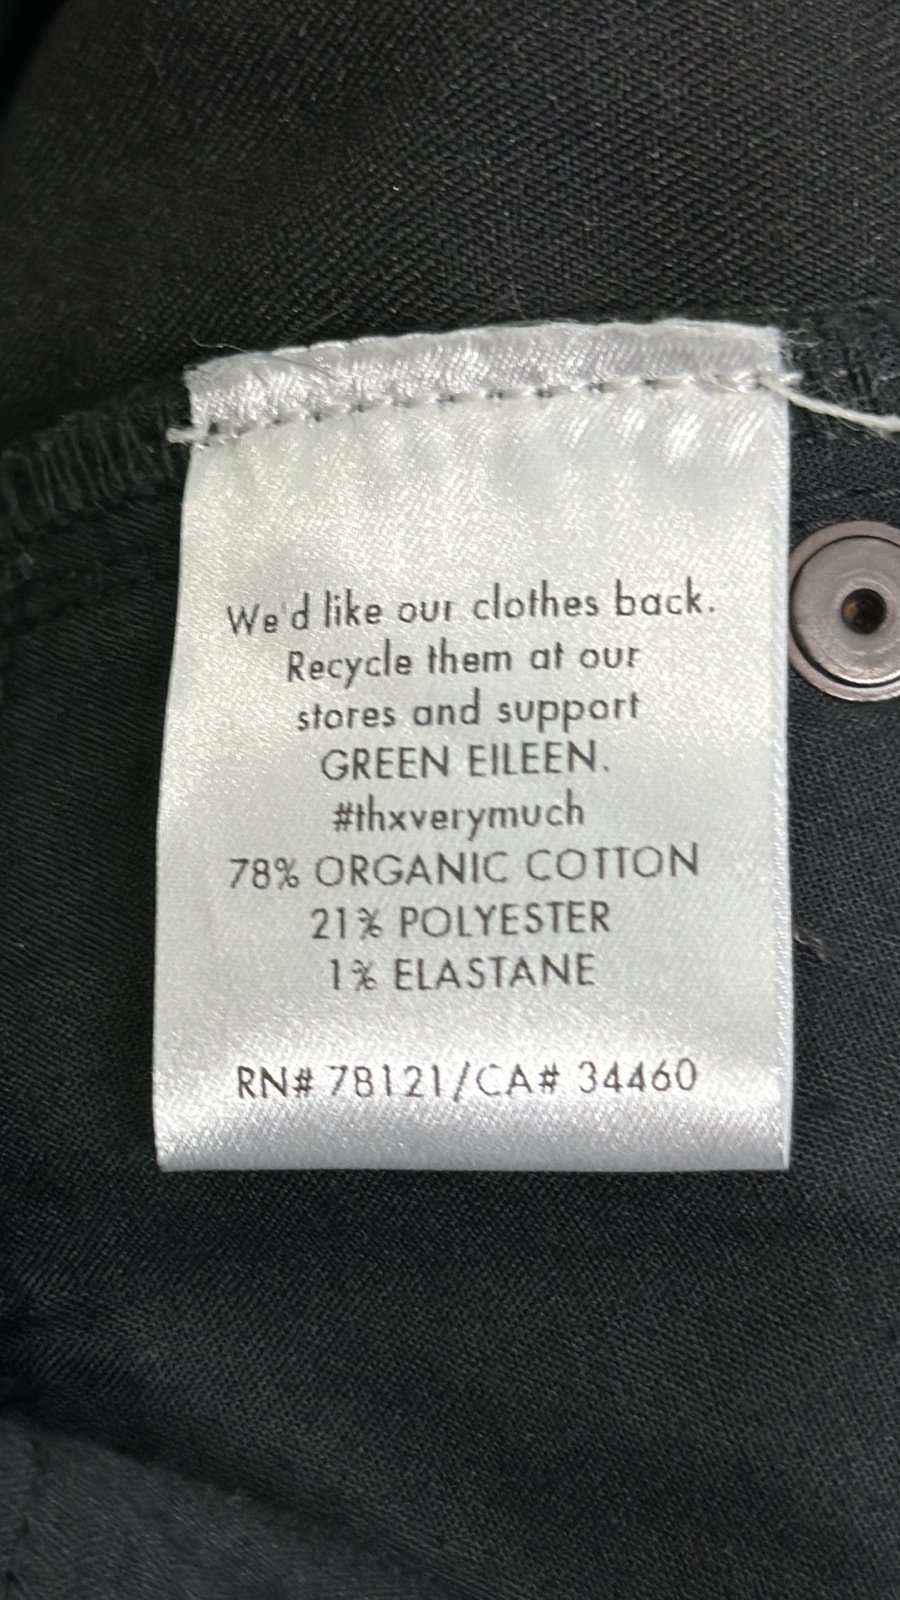 We'd like our clothes back.
Recycle them at our
stores and support
GREEN EILEEN.
#thxverymuch
78% ORGANIC COTTON
21% POLYESTER
1% ELASTANE
RN# 78121/CA# 34460